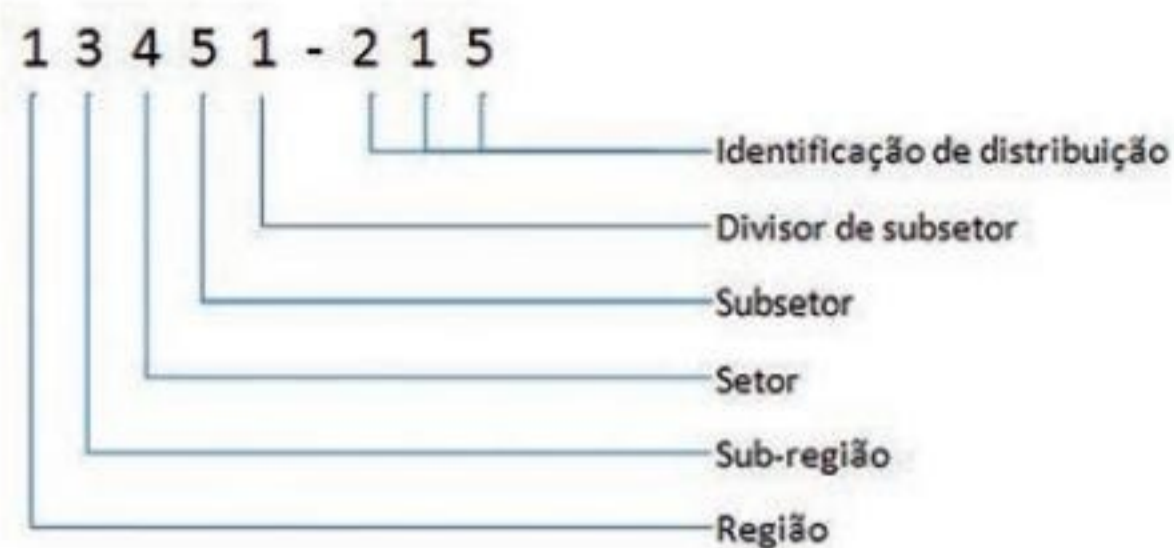 1 3 4 5 1 - 2 1 5
Identificação de distribuição
Divisor de subsetor
Subsetor
Setor
Sub-região
Região